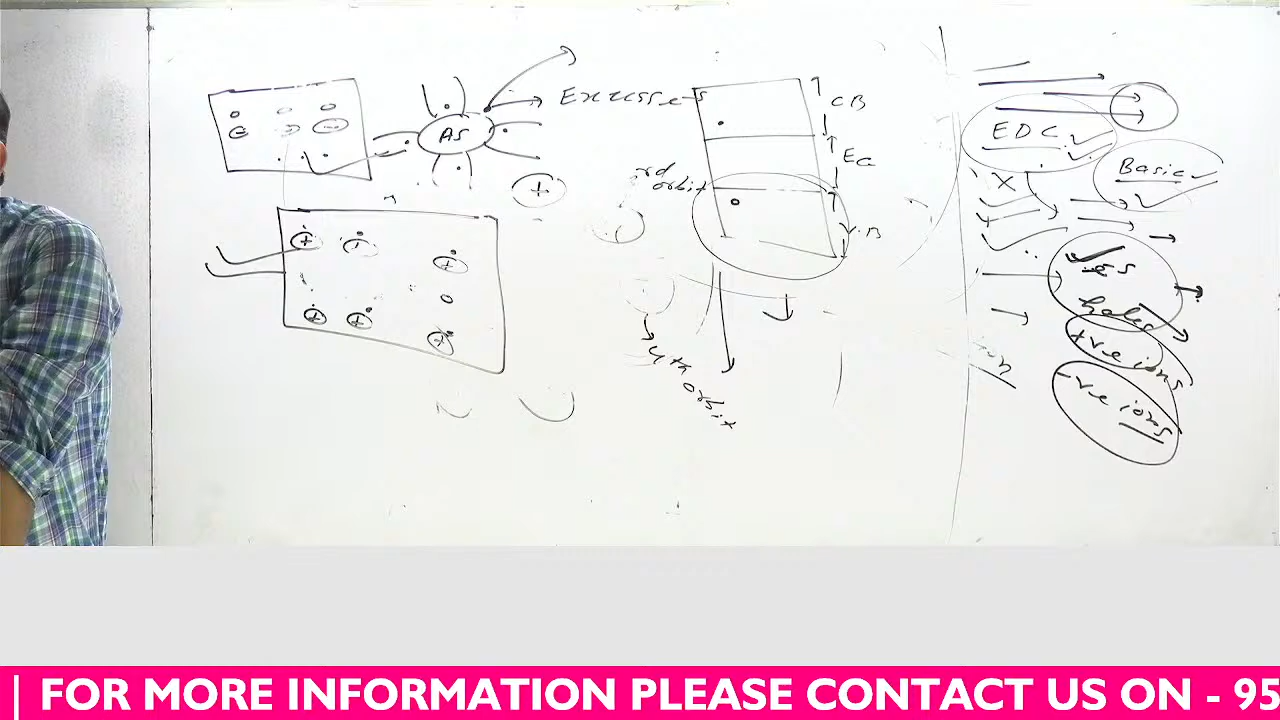 AS
Excess e-s
CB
EG
3rd orbit
V.B
4th orbit
EDC
Basic
e-s
holes
+ve ions
-ve ions
ion
| FOR MORE INFORMATION PLEASE CONTACT US ON - 95